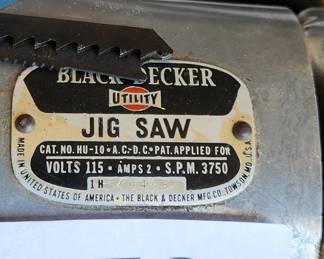 BLACK & DECKER
UTILITY
JIG SAW
CAT. NO. HU-10 • A.C.-D.C. • PAT. APPLIED FOR
VOLTS 115 • AMPS 2 • S.P.M. 3750
1H
MADE IN UNITED STATES OF AMERICA • THE BLACK & DECKER MFG. CO., TOWSON, MD., U.S.A.